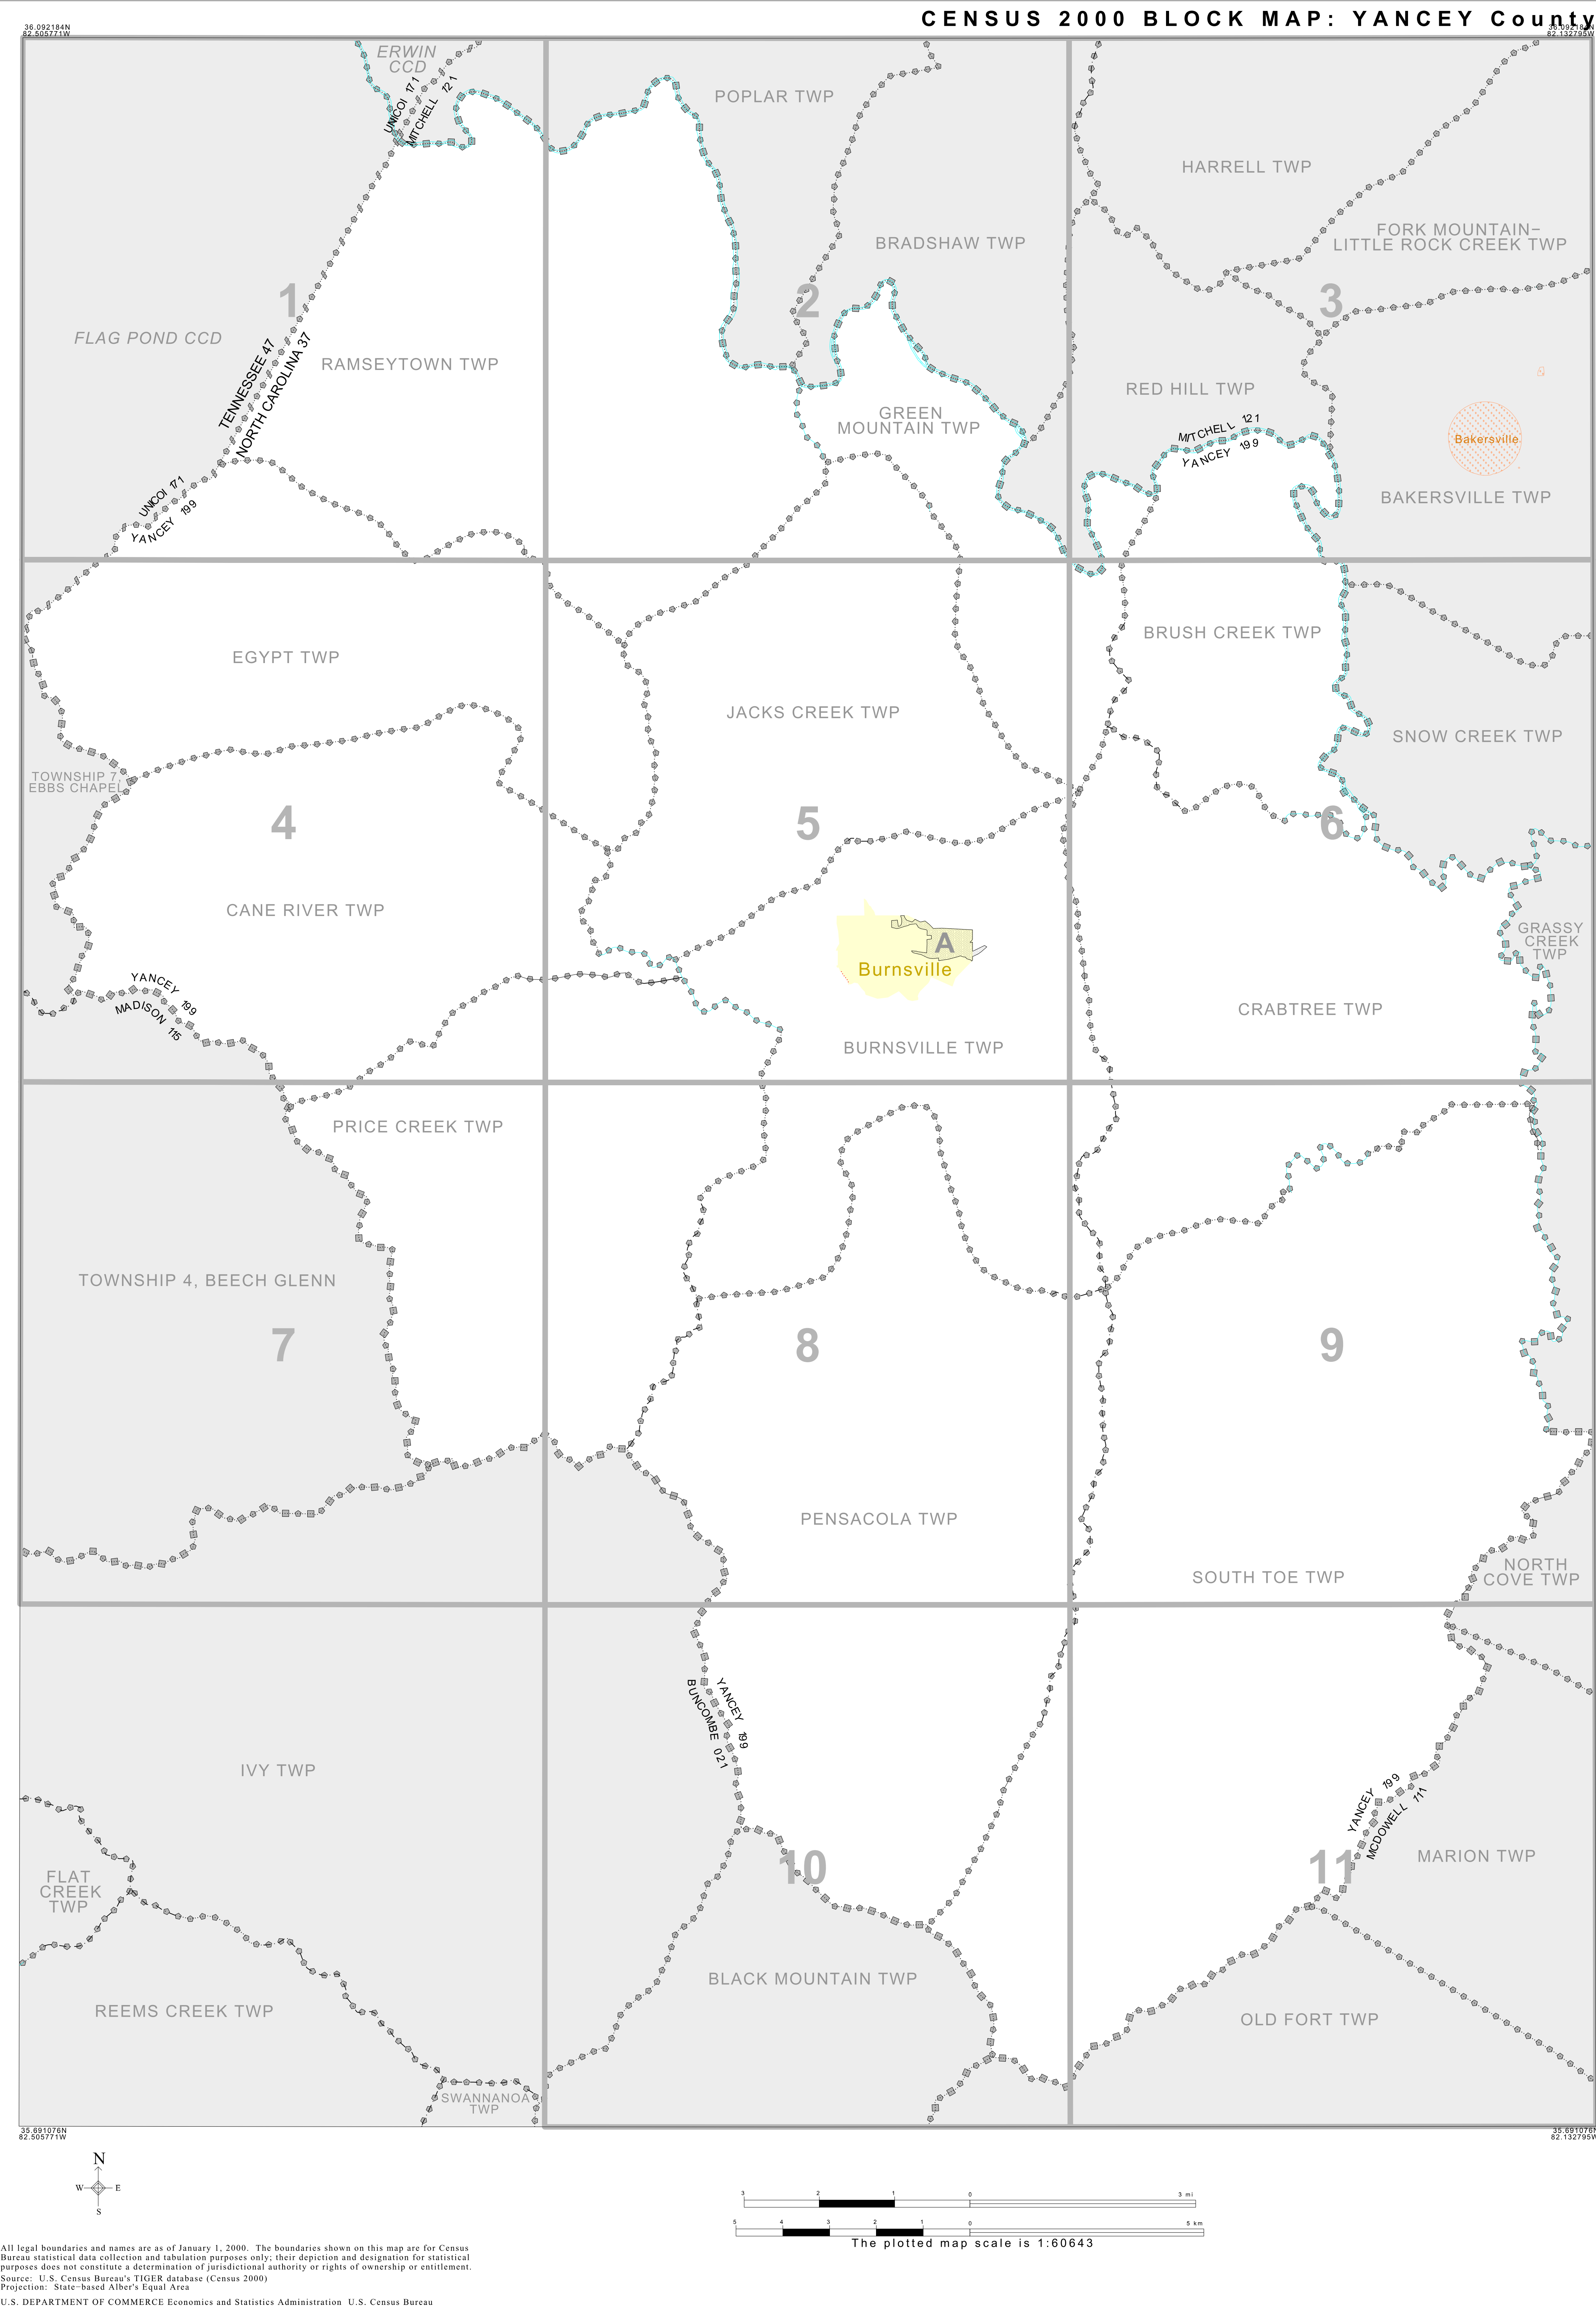 CENSUS 2000 BLOCK MAP: YANCEY County
36.092184N
82.505771W
82.132795W
ERWIN
CCD
UNICOI 171
MITCHELL 121
POPLAR TWP
HARRELL TWP
FORK MOUNTAIN-
LITTLE ROCK CREEK TWP
BRADSHAW TWP
1
2
3
FLAG POND CCD
TENNESSEE 47
NORTH CAROLINA 37
RAMSEYTOWN TWP
RED HILL TWP
GREEN
MOUNTAIN TWP
MITCHELL 121
YANCEY 199
Bakersville
BAKERSVILLE TWP
UNICOI 171
YANCEY 199
BRUSH CREEK TWP
EGYPT TWP
JACKS CREEK TWP
SNOW CREEK TWP
TOWNSHIP 7,
EBBS CHAPEL
4
5
6
CANE RIVER TWP
A
Burnsville
GRASSY
CREEK
TWP
YANCEY 199
MADISON 115
CRABTREE TWP
BURNSVILLE TWP
PRICE CREEK TWP
TOWNSHIP 4, BEECH GLENN
7
8
9
PENSACOLA TWP
SOUTH TOE TWP
NORTH
COVE TWP
YANCEY 199
BUNCOMBE 021
IVY TWP
YANCEY 199
MCDOWELL 111
MARION TWP
FLAT
CREEK
TWP
10
11
BLACK MOUNTAIN TWP
REEMS CREEK TWP
OLD FORT TWP
SWANNANOA
TWP
35.691076N
82.505771W
35.691076N
82.132795W
N
W E
S
3 2 1 0 3 mi
5 4 3 2 1 0 5 km
The plotted map scale is 1:60643
All legal boundaries and names are as of January 1, 2000. The boundaries shown on this map are for Census
Bureau statistical data collection and tabulation purposes only; their depiction and designation for statistical
purposes does not constitute a determination of jurisdictional authority or rights of ownership or entitlement.
Source: U.S. Census Bureau's TIGER database (Census 2000)
Projection: State-based Alber's Equal Area
U.S. DEPARTMENT OF COMMERCE Economics and Statistics Administration U.S. Census Bureau